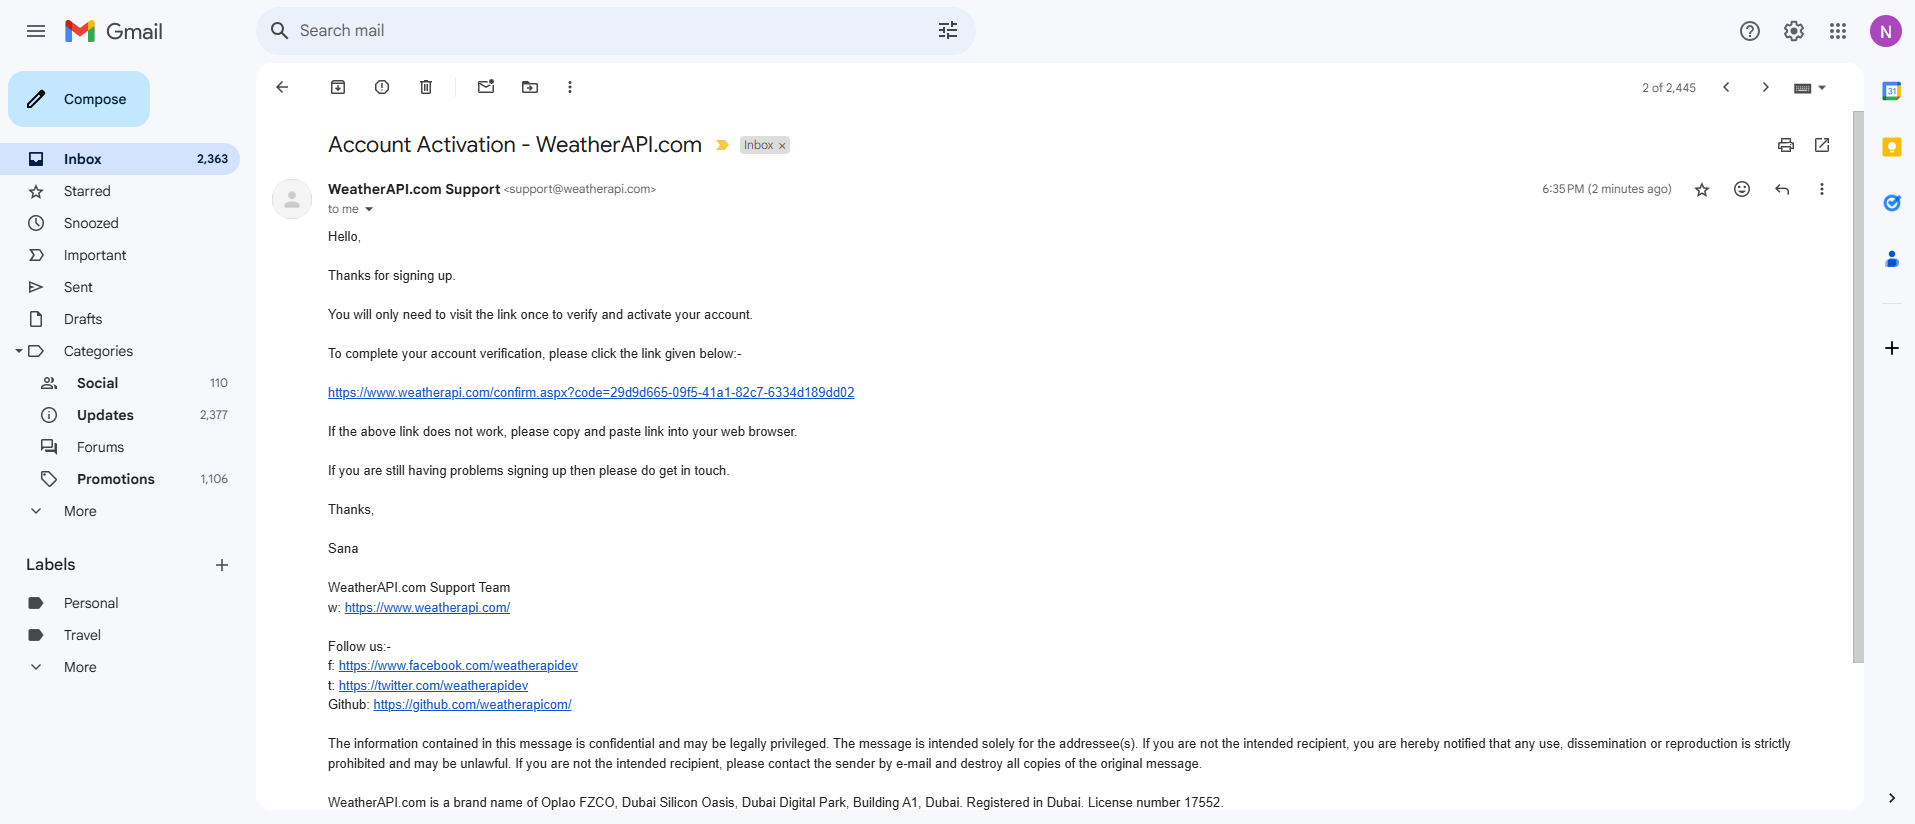 Gmail
Search mail
N
Compose
2 of 2,445
31
Account Activation - WeatherAPI.com
Inbox ×
Inbox 2,363
Starred
Snoozed
Important
Sent
Drafts
Categories
Social 110
Updates 2,377
Forums
Promotions 1,106
More
Labels
Personal
Travel
More
WeatherAPI.com Support <support@weatherapi.com>
6:35 PM (2 minutes ago)
to me
Hello,
Thanks for signing up.
You will only need to visit the link once to verify and activate your account.
To complete your account verification, please click the link given below:-
https://www.weatherapi.com/confirm.aspx?code=29d9d665-09f5-41a1-82c7-6334d189dd02
If the above link does not work, please copy and paste link into your web browser.
If you are still having problems signing up then please do get in touch.
Thanks,
Sana
WeatherAPI.com Support Team
w: https://www.weatherapi.com/
Follow us:-
f: https://www.facebook.com/weatherapidev
t: https://twitter.com/weatherapidev
Github: https://github.com/weatherapicom/
The information contained in this message is confidential and may be legally privileged. The message is intended solely for the addressee(s). If you are not the intended recipient, you are hereby notified that any use, dissemination or reproduction is strictly
prohibited and may be unlawful. If you are not the intended recipient, please contact the sender by e-mail and destroy all copies of the original message.
WeatherAPI.com is a brand name of Oplao FZCO, Dubai Silicon Oasis, Dubai Digital Park, Building A1, Dubai. Registered in Dubai. License number 17552.